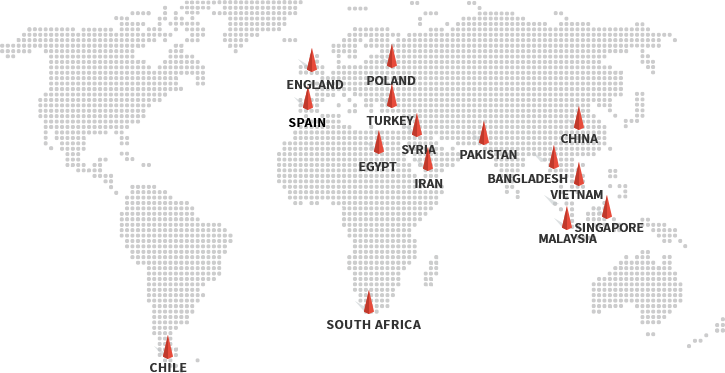 ENGLAND
POLAND
SPAIN
TURKEY
CHINA
SYRIA
PAKISTAN
EGYPT
BANGLADESH
IRAN
VIETNAM
SINGAPORE
MALAYSIA
SOUTH AFRICA
CHILE